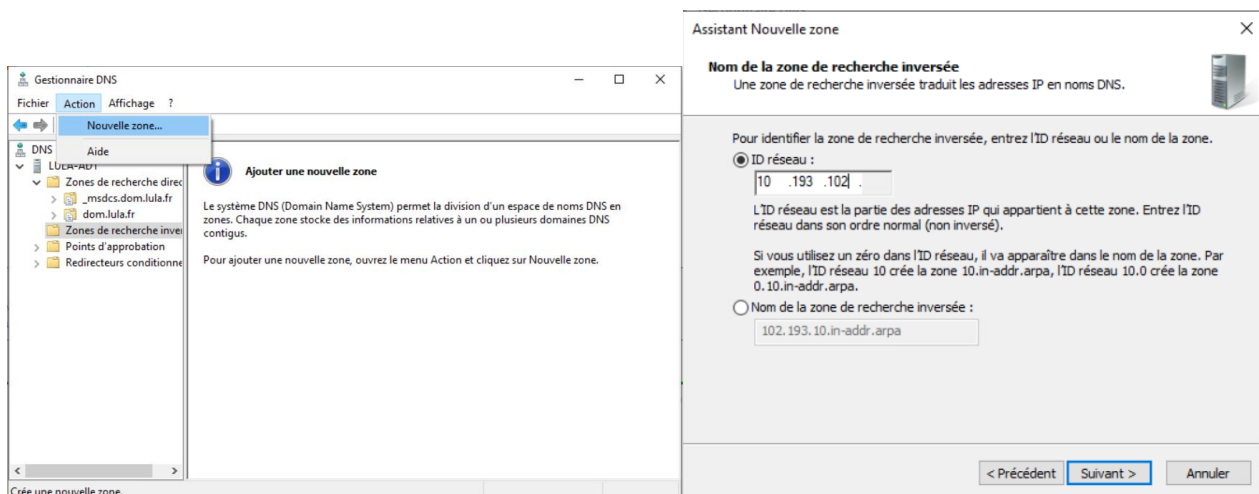 Gestionnaire DNS
Fichier Action Affichage ?
Nouvelle zone...
Aide
DNS
LULA-AD1
Zones de recherche direc
_msdcs.dom.lula.fr
dom.lula.fr
Zones de recherche inver
Points d'approbation
Redirecteurs conditionne
Ajouter une nouvelle zone
Le système DNS (Domain Name System) permet la division d'un espace de noms DNS en
zones. Chaque zone stocke des informations relatives à un ou plusieurs domaines DNS
contigus.
Pour ajouter une nouvelle zone, ouvrez le menu Action et cliquez sur Nouvelle zone.
Crée une nouvelle zone.
Assistant Nouvelle zone
Nom de la zone de recherche inversée
Une zone de recherche inversée traduit les adresses IP en noms DNS.
Pour identifier la zone de recherche inversée, entrez l'ID réseau ou le nom de la zone.
ID réseau :
10 .193 .102 .
L'ID réseau est la partie des adresses IP qui appartient à cette zone. Entrez l'ID
réseau dans son ordre normal (non inversé).
Si vous utilisez un zéro dans l'ID réseau, il va apparaître dans le nom de la zone. Par
exemple, l'ID réseau 10 crée la zone 10.in-addr.arpa, l'ID réseau 10.0 crée la zone
0.10.in-addr.arpa.
Nom de la zone de recherche inversée :
102.193.10.in-addr.arpa
< Précédent Suivant > Annuler